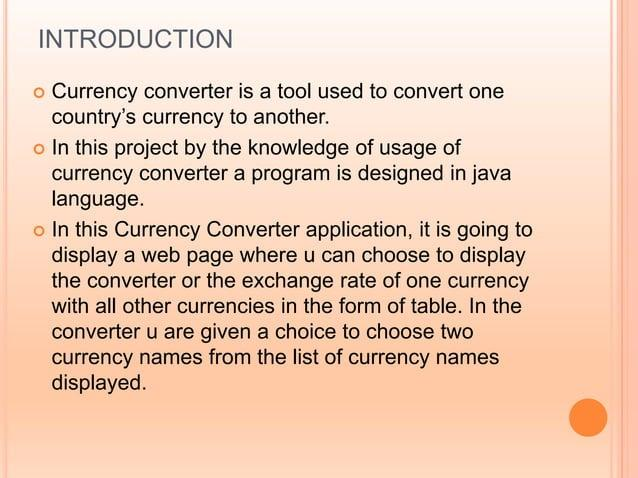 INTRODUCTION
Currency converter is a tool used to convert one
country’s currency to another.
In this project by the knowledge of usage of
currency converter a program is designed in java
language.
In this Currency Converter application, it is going to
display a web page where u can choose to display
the converter or the exchange rate of one currency
with all other currencies in the form of table. In the
converter u are given a choice to choose two
currency names from the list of currency names
displayed.